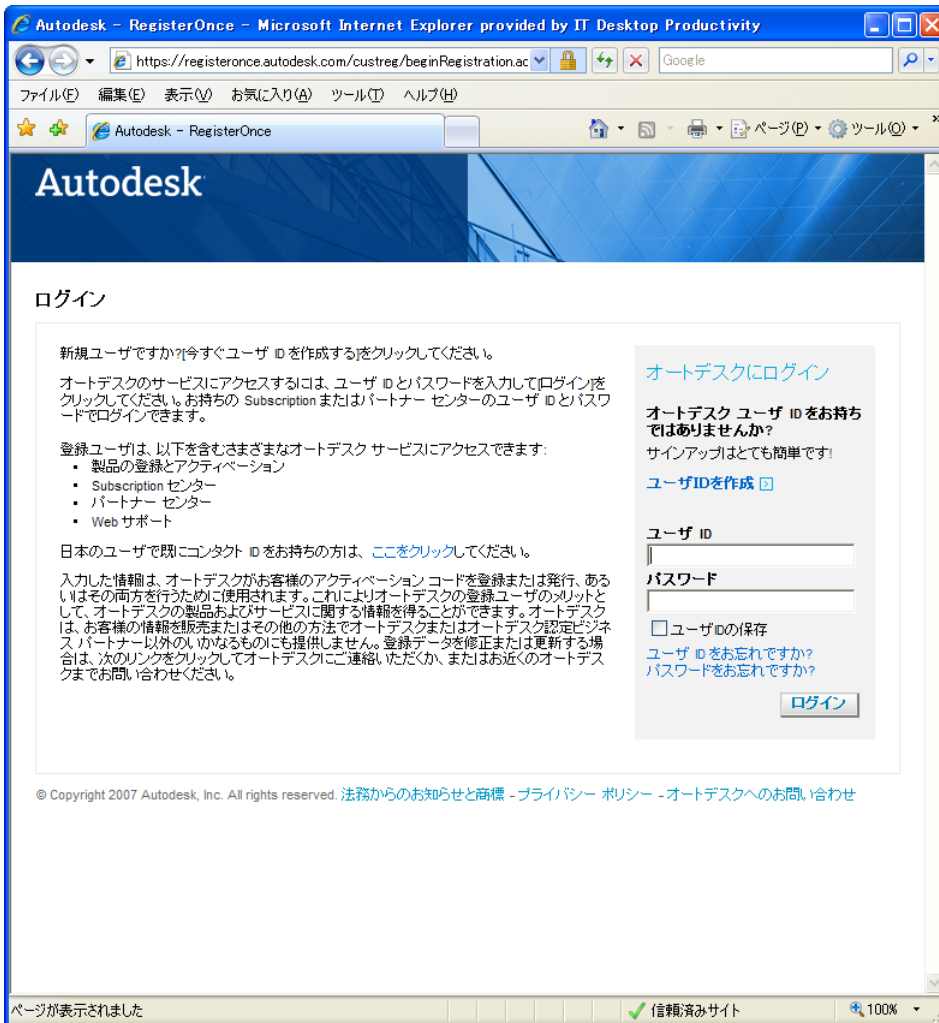 Autodesk - RegisterOnce - Microsoft Internet Explorer provided by IT Desktop Productivity
https://registeronce.autodesk.com/custreg/beginRegistration.ac
Google
ファイル(F) 編集(E) 表示(V) お気に入り(A) ツール(T) ヘルプ(H)
Autodesk - RegisterOnce
ページ(P) ツール(O)
Autodesk
ログイン
新規ユーザですか?[今すぐユーザ IDを作成する]をクリックしてください。
オートデスクのサービスにアクセスするには、ユーザ IDとパスワードを入力して[ログイン]を
クリックしてください。お持ちの Subscription またはパートナー センターのユーザ IDとパスワ
ードでログインできます。
登録ユーザは、以下を含むさまざまなオートデスク サービスにアクセスできます:
▪ 製品の登録とアクティベーション
▪ Subscription センター
▪ パートナー センター
▪ Web サポート
日本のユーザで既にコンタクト IDをお持ちの方は、ここをクリックしてください。
入力した情報は、オートデスクがお客様のアクティベーション コードを登録または発行、ある
いはその両方を行うために使用されます。これによりオートデスクの登録ユーザのメリットと
して、オートデスクの製品およびサービスに関する情報を得ることができます。オートデスク
は、お客様の情報を販売またはその他の方法でオートデスクまたはオートデスク認定ビジネ
ス パートナー以外のいかなるものにも提供しません。登録データを修正または更新する場
合は、次のリンクをクリックしてオートデスクにご連絡いただくか、またはお近くのオートデス
クまでお問い合わせください。
オートデスクにログイン
オートデスク ユーザ IDをお持ち
ではありませんか?
サインアップはとても簡単です!
ユーザIDを作成
ユーザ ID
パスワード
ユーザIDの保存
ユーザ IDをお忘れですか?
パスワードをお忘れですか?
ログイン
© Copyright 2007 Autodesk, Inc. All rights reserved. 法務からのお知らせと商標 - プライバシー ポリシー - オートデスクへのお問い合わせ
ページが表示されました 信頼済みサイト 100%